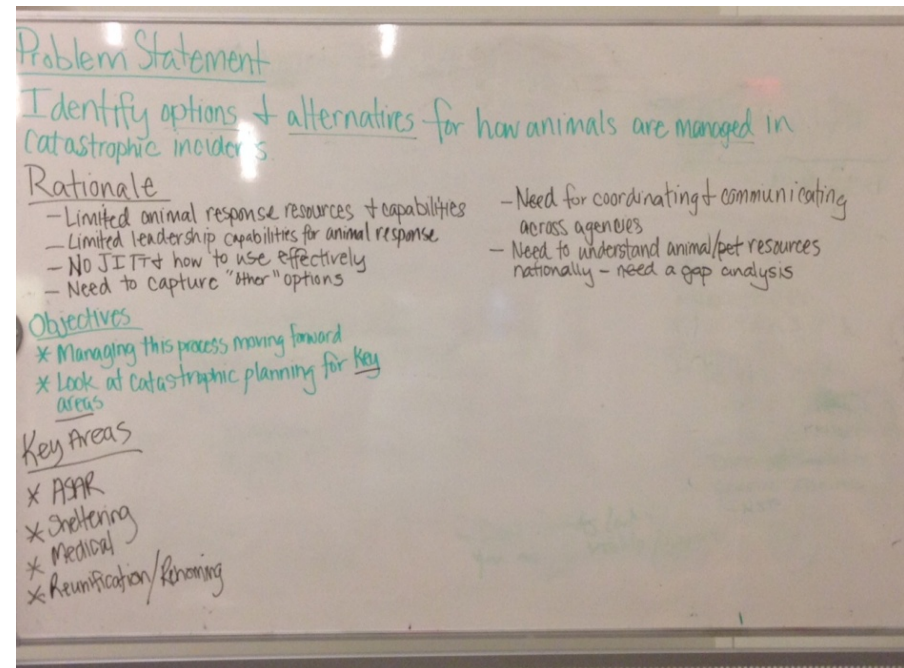 Problem Statement
Identify options + alternatives for how animals are managed in
catastrophic incidents
Rationale
- Limited animal response resources + capabilities
- Limited leadership capabilities for animal response
- NO JITT + how to use effectively
- Need to capture "other" options
- Need for coordinating + communicating
across agencies
- Need to understand animal/pet resources
nationally - need a gap analysis
Objectives
* Managing this process moving forward
* Look at catastrophic planning for Key
areas
Key Areas
* ASAR
* Sheltering
* Medical
* Reunification/Rehoming